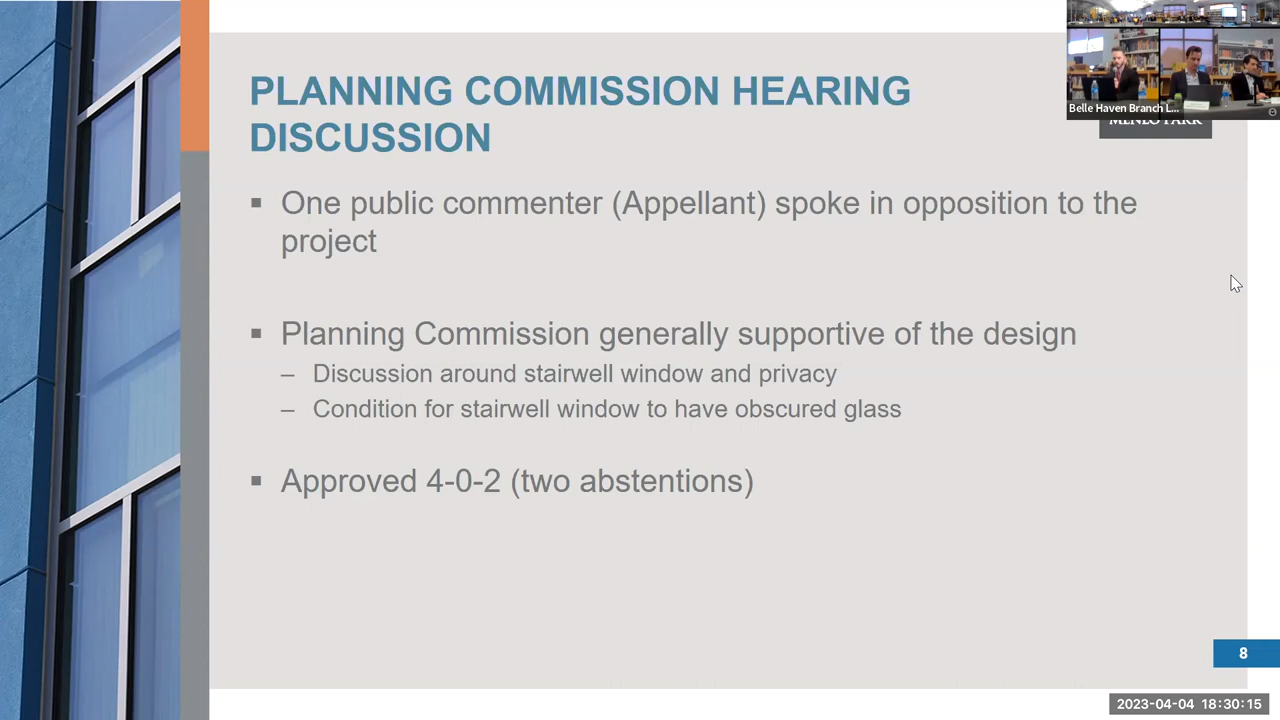 PLANNING COMMISSION HEARING
DISCUSSION
Belle Haven Branch L...
MENLO PARK
▪ One public commenter (Appellant) spoke in opposition to the
project
▪ Planning Commission generally supportive of the design
– Discussion around stairwell window and privacy
– Condition for stairwell window to have obscured glass
▪ Approved 4-0-2 (two abstentions)
8
2023-04-04 18:30:15